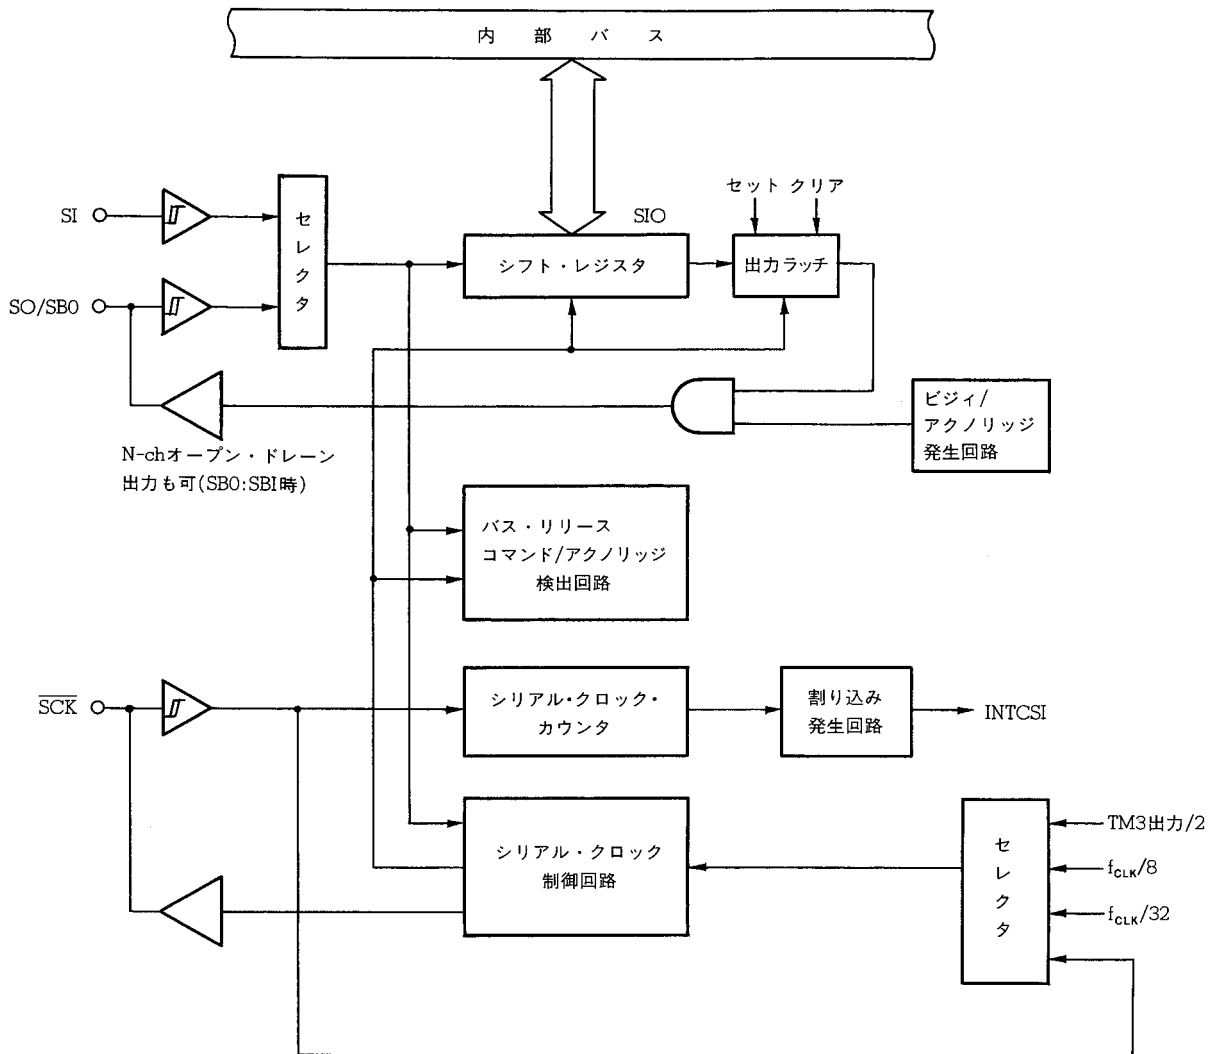 内部バス
セット クリア
SI
セレクタ
SIO
シフト・レジスタ
出力ラッチ
SO/SB0
ビジィ/
アクノリッジ
発生回路
N-chオープン・ドレーン
出力も可(SB0:SBI時)
バス・リリース
コマンド/アクノリッジ
検出回路
SCK
シリアル・クロック・
カウンタ
割り込み
発生回路
INTCSI
シリアル・クロック
制御回路
セレクタ
TM3出力/2
fCLK/8
fCLK/32